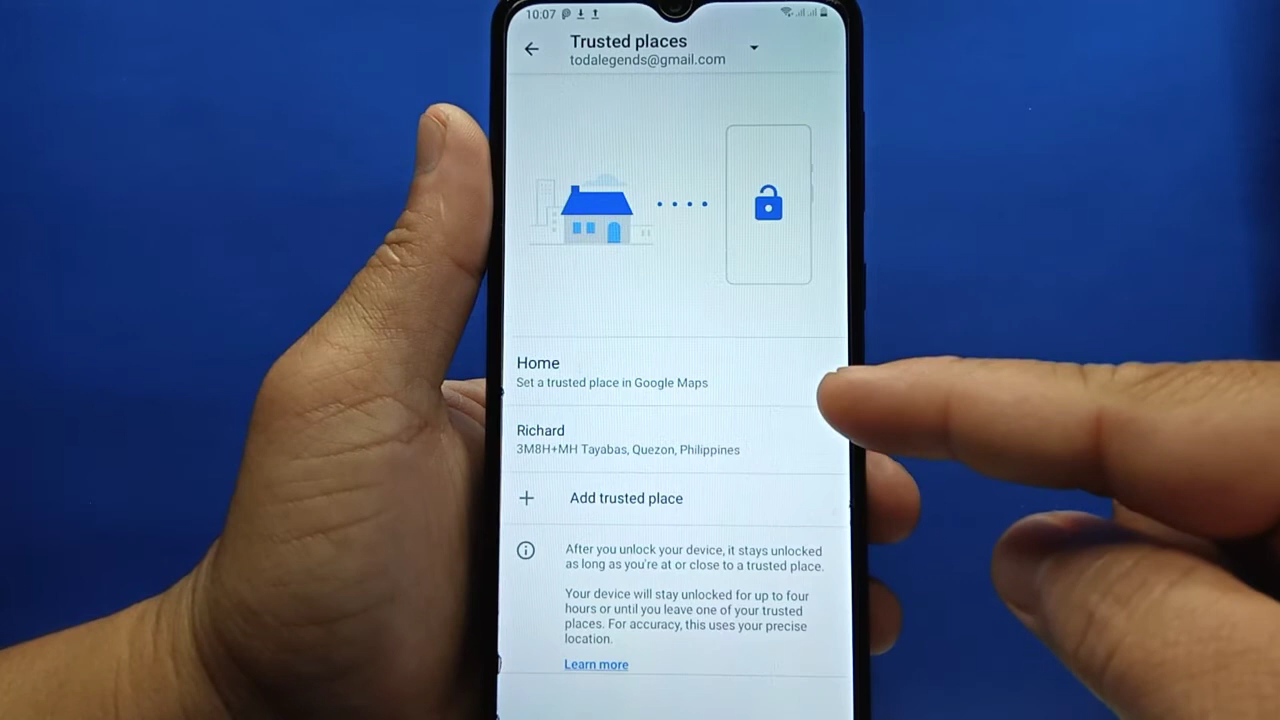 10:07
Trusted places
todalegends@gmail.com
Home
Set a trusted place in Google Maps
Richard
3M8H+MH Tayabas, Quezon, Philippines
+ Add trusted place
After you unlock your device, it stays unlocked
as long as you're at or close to a trusted place.
Your device will stay unlocked for up to four
hours or until you leave one of your trusted
places. For accuracy, this uses your precise
location.
Learn more